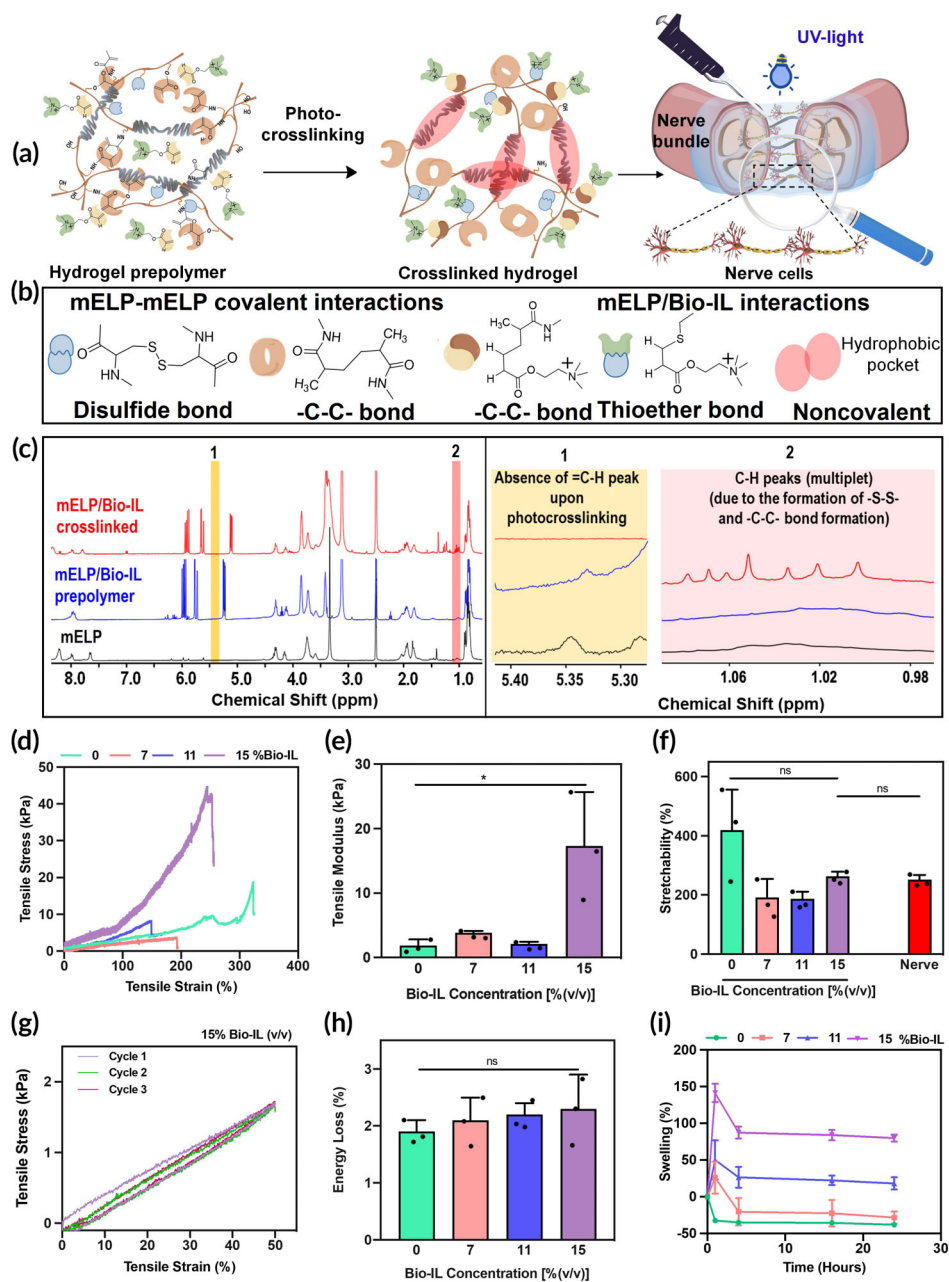 (a)
Photo-
crosslinking
UV-light
Nerve
bundle
Hydrogel prepolymer
Crosslinked hydrogel
Nerve cells
(b)
mELP-mELP covalent interactions
mELP/Bio-IL interactions
Hydrophobic
pocket
Disulfide bond
-C-C- bond
-C-C- bond
Thioether bond
Noncovalent
(c)
1
2
mELP/Bio-IL
crosslinked
mELP/Bio-IL
prepolymer
mELP
8.0 7.0 6.0 5.0 4.0 3.0 2.0 1.0
Chemical Shift (ppm)
1
Absence of =C-H peak
upon
photocrosslinking
2
C-H peaks (multiplet)
(due to the formation of -S-S-
and -C-C- bond formation)
5.40 5.35 5.30
1.06 1.02 0.98
Chemical Shift (ppm)
(d)
0 7 11 15 %Bio-IL
Tensile Stress (kPa)
50
40
30
20
10
0
0 100 200 300 400
Tensile Strain (%)
(e)
Tensile Modulus (kPa)
30
20
10
0
*
0 7 11 15
Bio-IL Concentration [%(v/v)]
(f)
Stretchability (%)
600
400
200
0
ns
ns
0 7 11 15 Nerve
Bio-IL Concentration [%(v/v)]
(g)
15% Bio-IL (v/v)
Cycle 1
Cycle 2
Cycle 3
Tensile Stress (kPa)
2
1
0
0 10 20 30 40 50
Tensile Strain (%)
(h)
Energy Loss (%)
3
2
1
0
ns
0 7 11 15
Bio-IL Concentration [%(v/v)]
(i)
0 7 11 15 %Bio-IL
Swelling (%)
200
150
100
50
0
-50
0 10 20 30
Time (Hours)